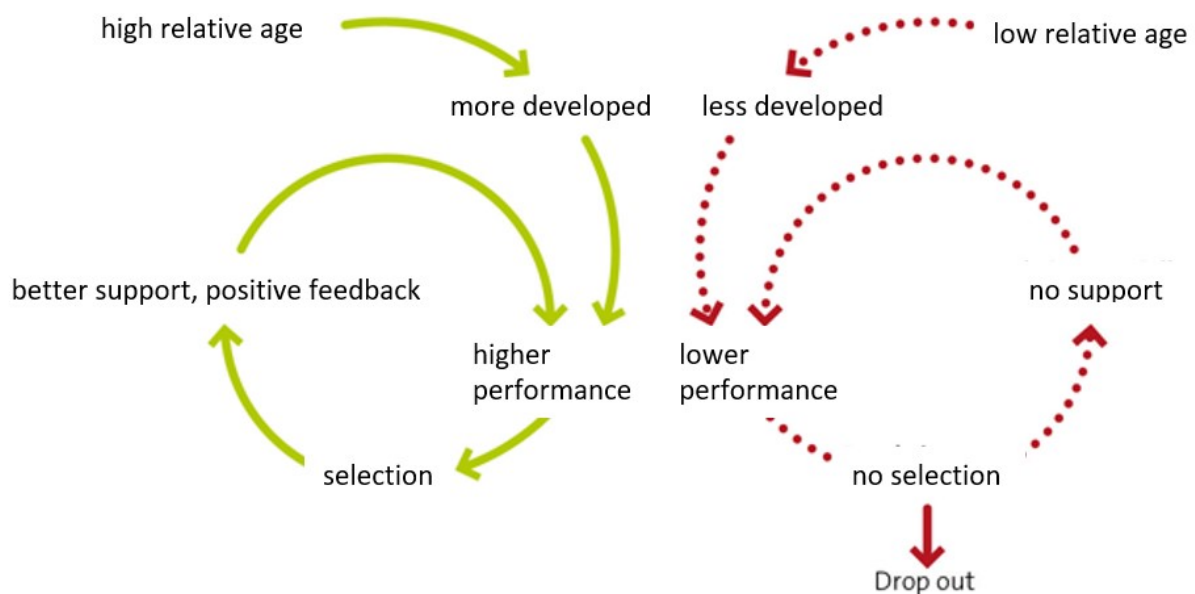 high relative age
low relative age
more developed
less developed
better support, positive feedback
no support
higher
performance
lower
performance
selection
no selection
Drop out